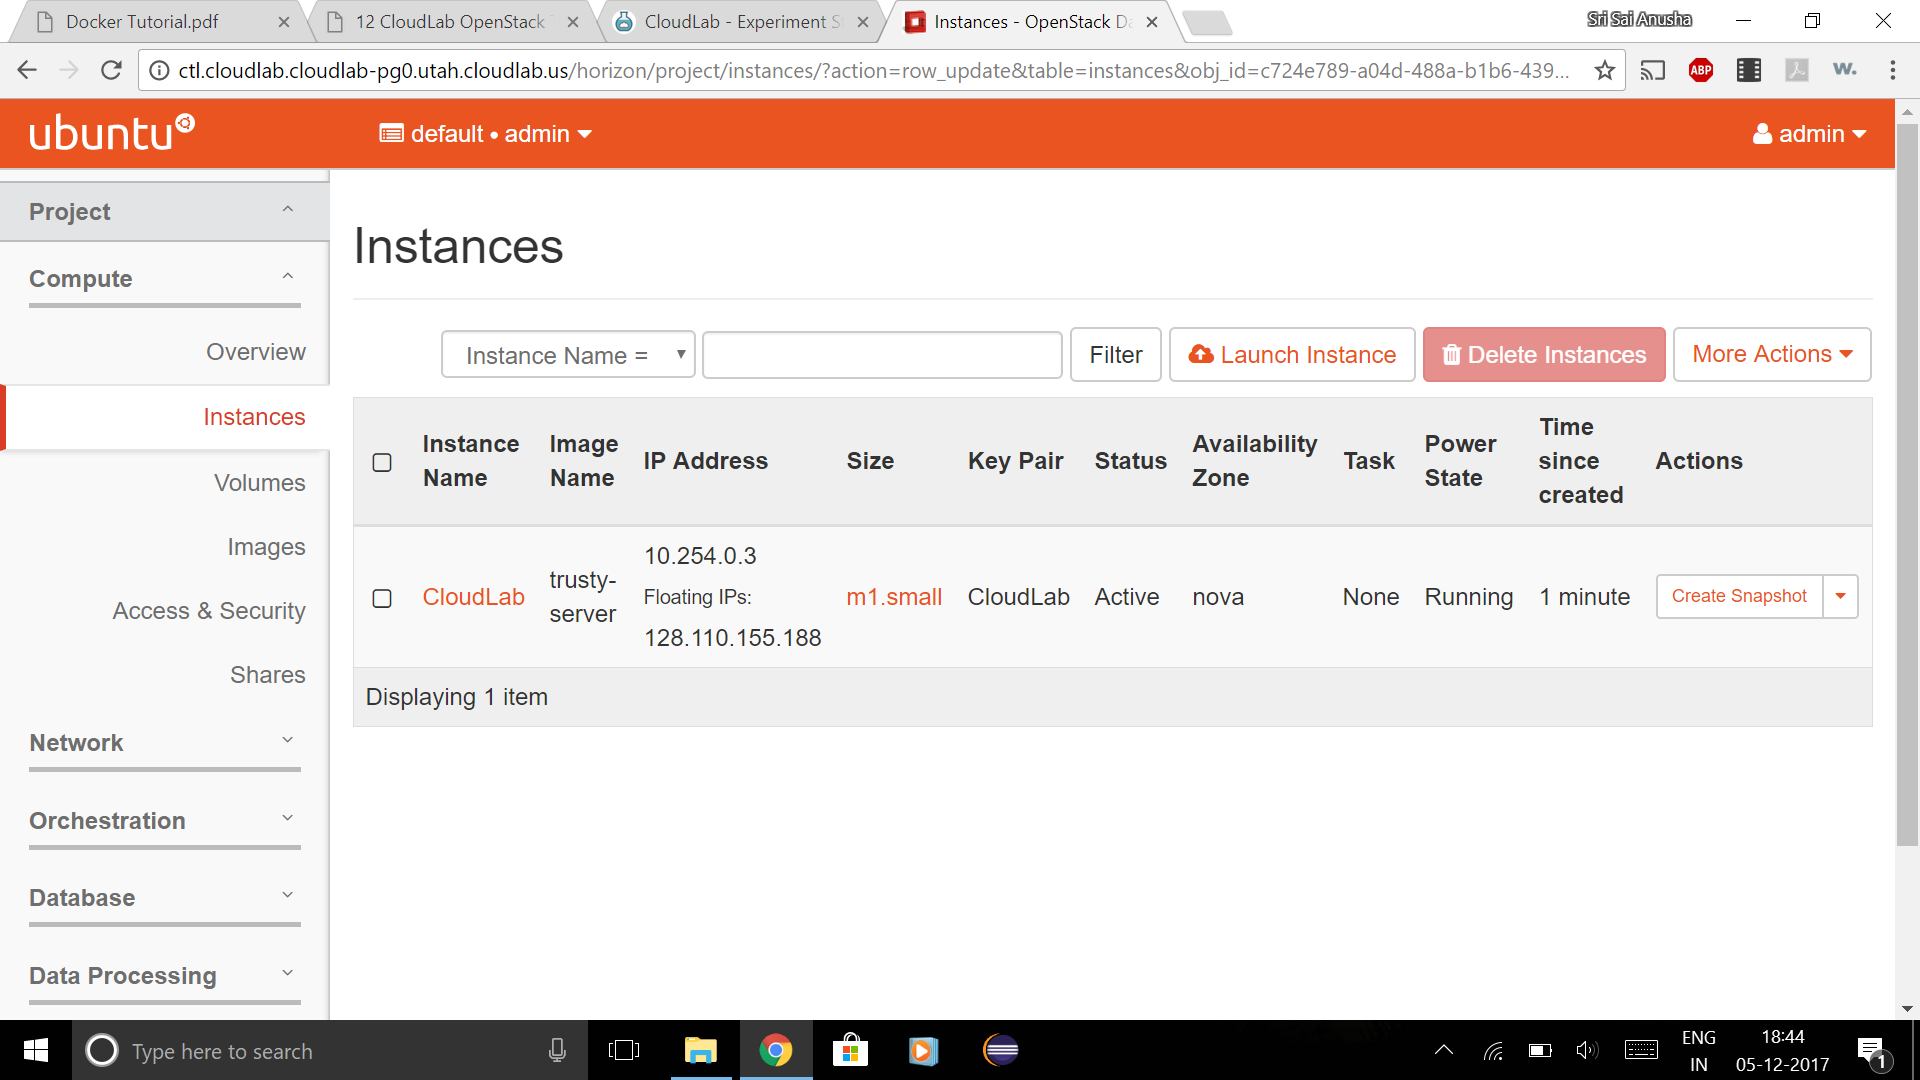 Docker Tutorial.pdf
12 CloudLab OpenStack
CloudLab - Experiment S
Instances - OpenStack Da
Sri Sai Anusha
ctl.cloudlab.cloudlab-pg0.utah.cloudlab.us/horizon/project/instances/?action=row_update&table=instances&obj_id=c724e789-a04d-488a-b1b6-439...
ABP
w.
ubuntu
default • admin
admin
Project
Compute
Overview
Instances
Volumes
Images
Access & Security
Shares
Network
Orchestration
Database
Data Processing
Instances
Instance Name =
Filter
Launch Instance
Delete Instances
More Actions
Instance Name
Image Name
IP Address
Size
Key Pair
Status
Availability Zone
Task
Power State
Time since created
Actions
CloudLab
trusty-
server
10.254.0.3
Floating IPs:
128.110.155.188
m1.small
CloudLab
Active
nova
None
Running
1 minute
Create Snapshot
Displaying 1 item
Type here to search
ENG
IN
18:44
05-12-2017
1